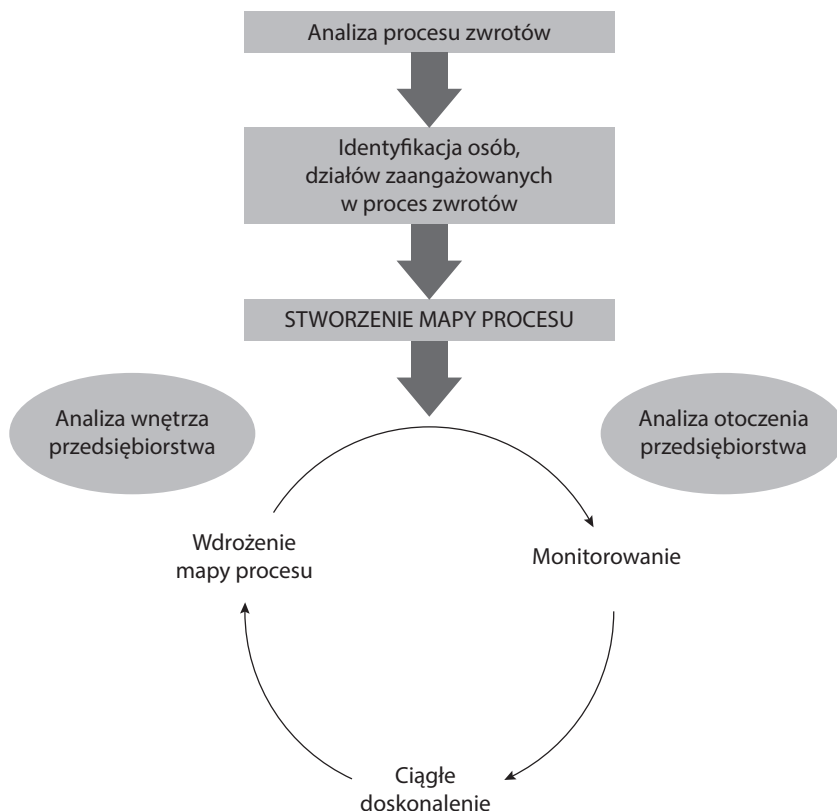 Analiza procesu zwrotów
Identyfikacja osób,
działów zaangażowanych
w proces zwrotów
STWORZENIE MAPY PROCESU
Analiza wnętrza
przedsiębiorstwa
Analiza otoczenia
przedsiębiorstwa
Wdrożenie
mapy procesu
Monitorowanie
Ciągłe
doskonalenie